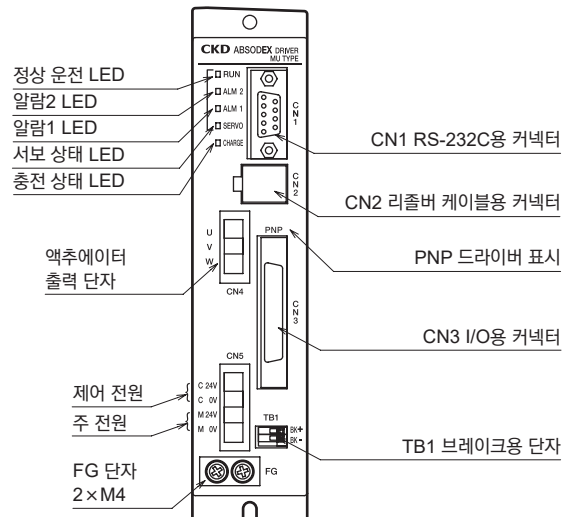 CKD ABSODEX DRIVER
MU TYPE
정상 운전 LED
알람2 LED
알람1 LED
서보 상태 LED
충전 상태 LED
RUN
ALM 2
ALM 1
SERVO
CHARGE
CN1
CN1 RS-232C용 커넥터
CN2
CN2 리졸버 케이블용 커넥터
PNP
PNP 드라이버 표시
U
V
W
액추에이터
출력 단자
CN4
CN3
CN3 I/O용 커넥터
CN5
제어 전원
C 24V
C 0V
주 전원
M 24V
M 0V
TB1
BK+
BK-
TB1 브레이크용 단자
FG 단자
2×M4
FG